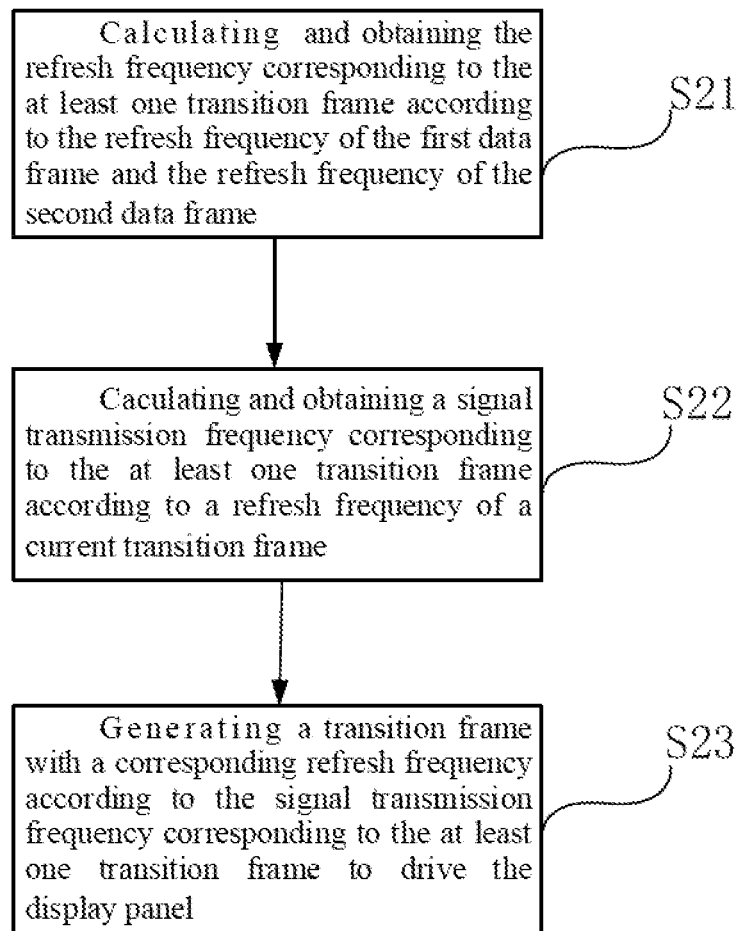 Calculating and obtaining the
refresh frequency corresponding to the
at least one transition frame according
to the refresh frequency of the first data
frame and the refresh frequency of the
second data frame
S21
Caculating and obtaining a signal
transmission frequency corresponding
to the at least one transition frame
according to a refresh frequency of a
current transition frame
S22
Generating a transition frame
with a corresponding refresh frequency
according to the signal transmission
frequency corresponding to the at least
one transition frame to drive the
display panel
S23